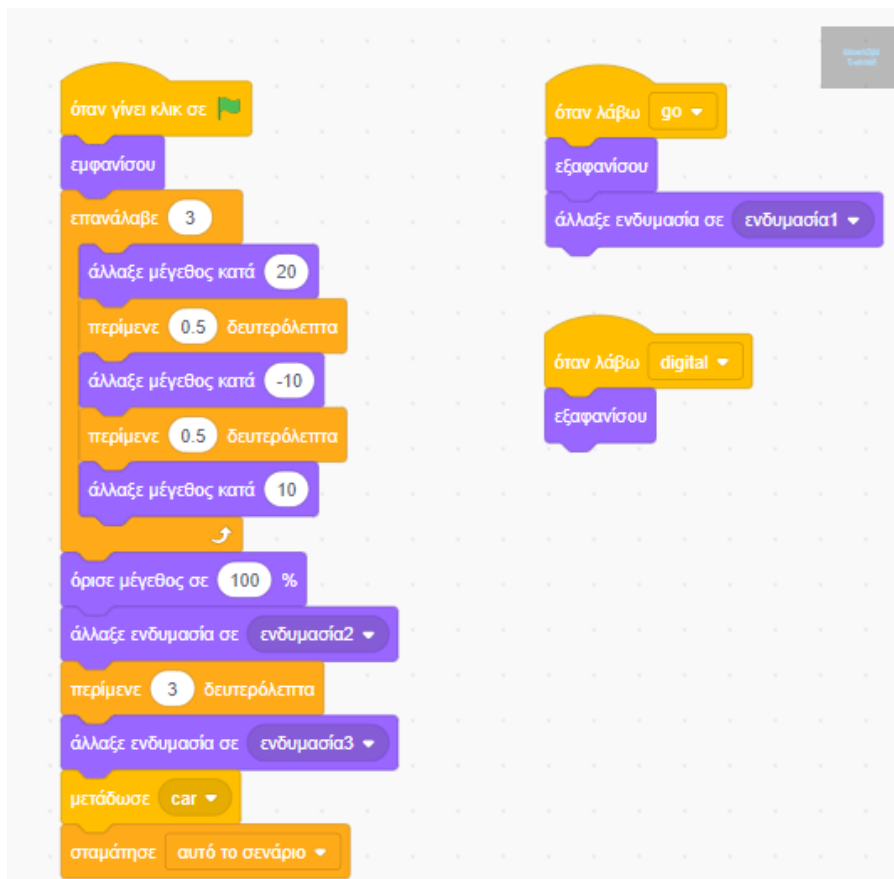 όταν γίνει κλικ σε
εμφανίσου
επανάλαβε 3
άλλαξε μέγεθος κατά 20
περίμενε 0.5 δευτερόλεπτα
άλλαξε μέγεθος κατά -10
περίμενε 0.5 δευτερόλεπτα
άλλαξε μέγεθος κατά 10
όρισε μέγεθος σε 100 %
άλλαξε ενδυμασία σε ενδυμασία2
περίμενε 3 δευτερόλεπτα
άλλαξε ενδυμασία σε ενδυμασία3
μετάδωσε car
σταμάτησε αυτό το σενάριο
όταν λάβω go
εξαφανίσου
άλλαξε ενδυμασία σε ενδυμασία1
όταν λάβω digital
εξαφανίσου